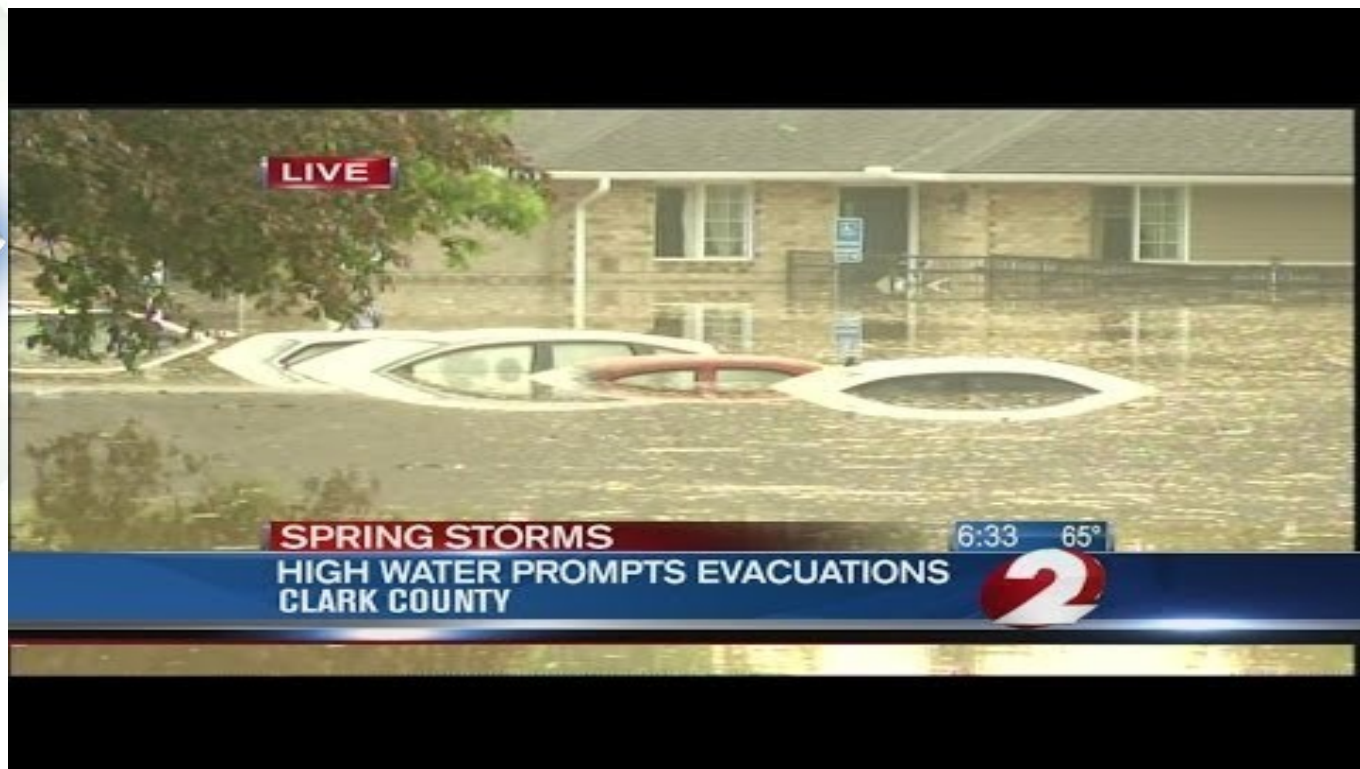 LIVE
SPRING STORMS
6:33 65°
HIGH WATER PROMPTS EVACUATIONS
CLARK COUNTY
2